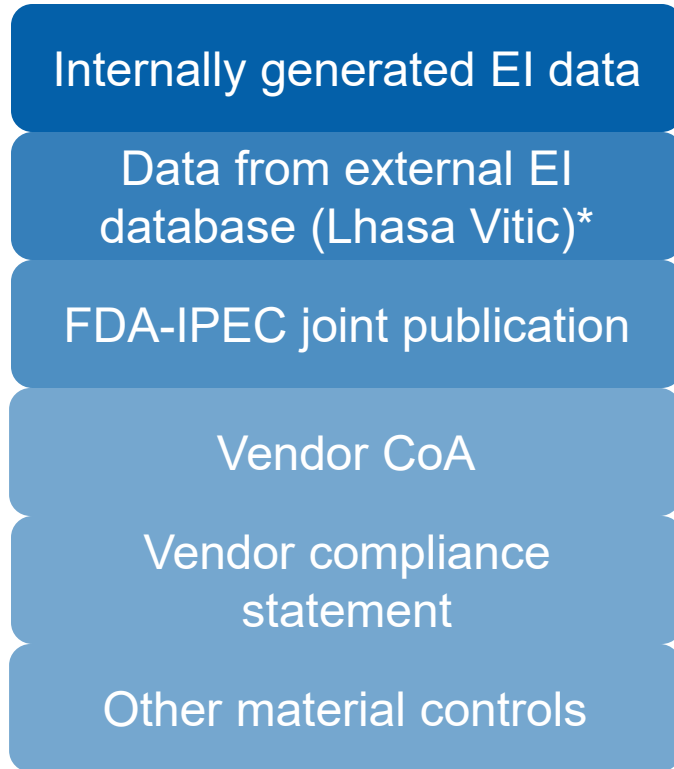 Internally generated EI data
Data from external EI
database (Lhasa Vitic)*
FDA-IPEC joint publication
Vendor CoA
Vendor compliance
statement
Other material controls